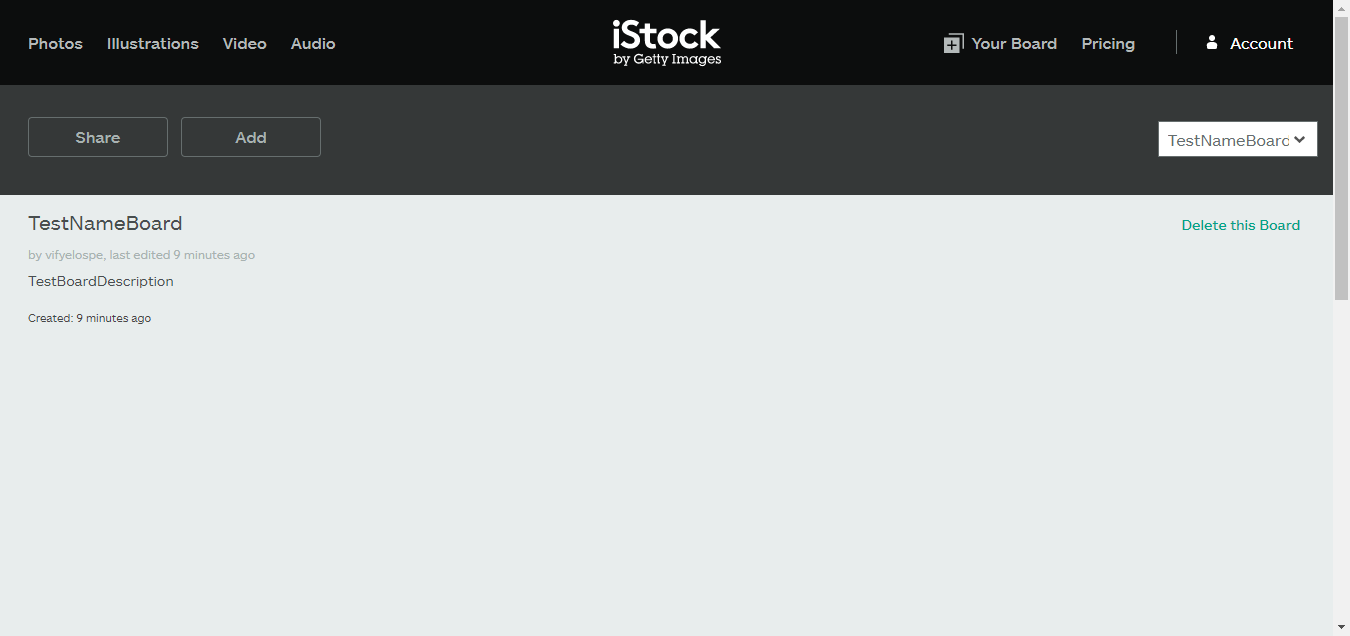 Photos Illustrations Video Audio
iStock
by Getty Images
Your Board Pricing Account
Share Add
TestNameBoard
TestNameBoard
Delete this Board
by vifyelospe, last edited 9 minutes ago
TestBoardDescription
Created: 9 minutes ago